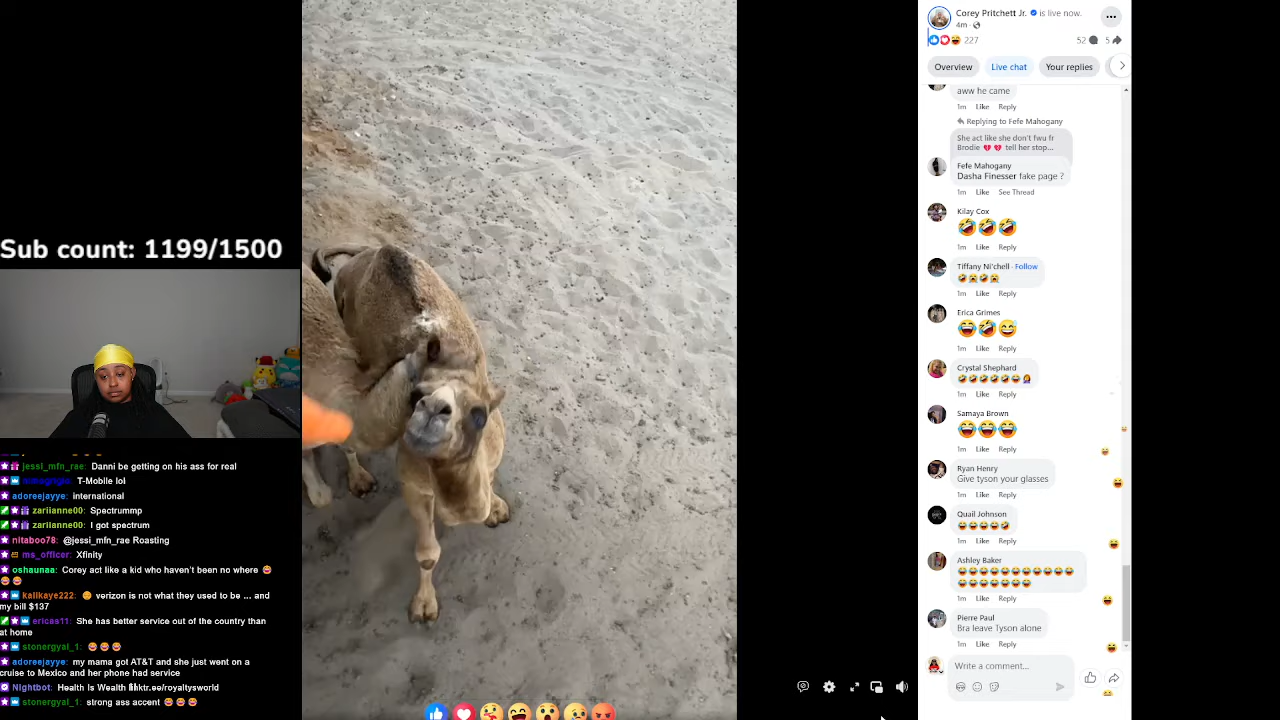 Sub count: 1199/1500
jessi_mfn_rae: Danni be getting on his ass for real
T-Mobile lol
adoreejayye: international
zariianne00: Spectrummp
zariianne00: I got spectrum
nitaboo78: @jessi_mfn_rae Roasting
ms_officer: Xfinity
oshaunaa: Corey act like a kid who haven't been no where
kalikaye222: verizon is not what they used to be ... and
my bill $137
ericas11: She has better service out of the country than
at home
stonergyal_1:
adoreejayye: my mama got AT&T and she just went on a
cruise to Mexico and her phone had service
Nightbot: Health Is Wealth
stonergyal_1: strong ass accent
Corey Pritchett Jr. is live now.
4m
227
52
5
Overview
Live chat
Your replies
aww he came
1m Like Reply
Replying to Fefe Mahogany
She act like she don't fwu fr
Brodie 💔 💔 tell her stop...
Fefe Mahogany
Dasha Finesser fake page ?
1m Like See Thread
Kilay Cox
🤣🤣🤣
1m Like Reply
Tiffany Ni'chell · Follow
🤣😭🤣😭
1m Like Reply
Erica Grimes
😂🤣😅
1m Like Reply
Crystal Shephard
1m Like Reply
Samaya Brown
😂😂😂
1m Like Reply
Ryan Henry
Give tyson your glasses
1m Like Reply
Quail Johnson
1m Like Reply
Ashley Baker
1m Like Reply
Pierre Paul
Bra leave Tyson alone
1m Like Reply
Write a comment...